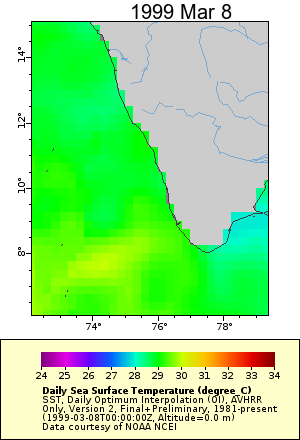 1999 Mar 8
14°
12°
10°
8°
74° 76° 78°
24 25 26 27 28 29 30 31 32 33 34
Daily Sea Surface Temperature (degree_C)
SST, Daily Optimum Interpolation (OI), AVHRR
Only, Version 2, Final+Preliminary, 1981-present
(1999-03-08T00:00:00Z, Altitude=0.0 m)
Data courtesy of NOAA NCEI